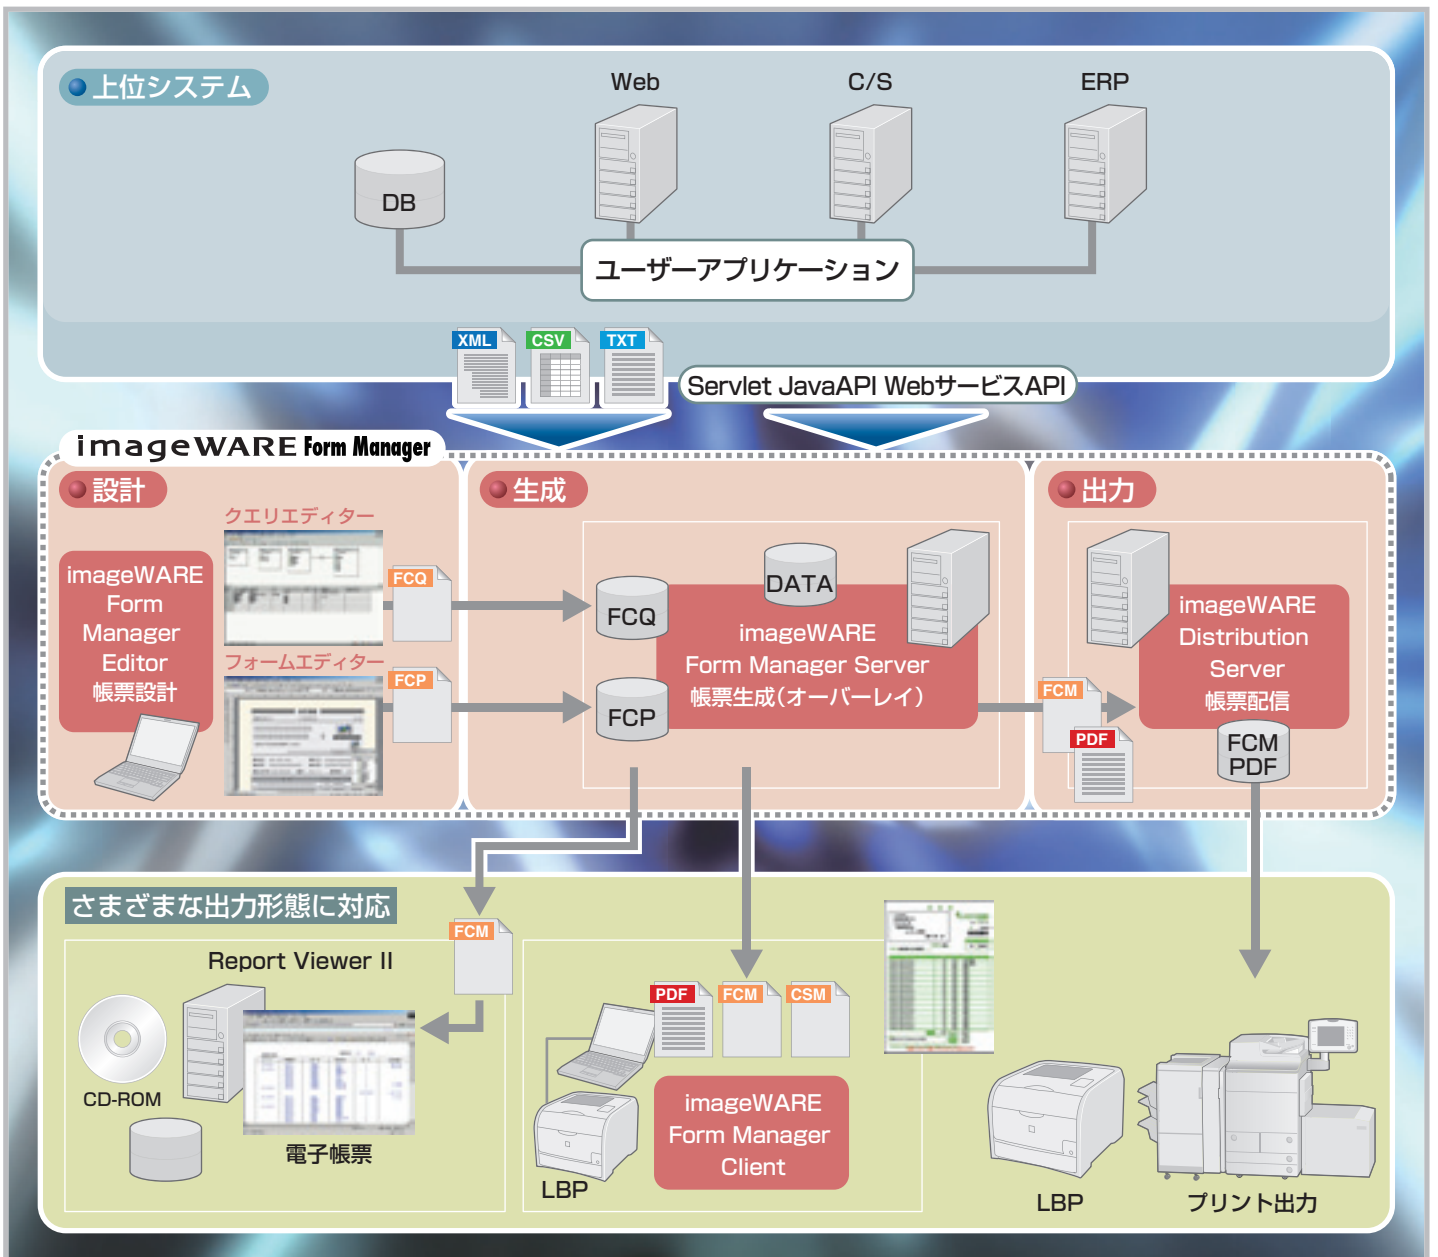 上位システム
Web
C/S
ERP
DB
ユーザーアプリケーション
XML
CSV
TXT
Servlet JavaAPI WebサービスAPI
imageWARE Form Manager
設計
クエリエディター
imageWARE
Form
Manager
Editor
帳票設計
FCQ
フォームエディター
FCP
生成
DATA
FCQ
FCP
imageWARE
Form Manager Server
帳票生成(オーバーレイ)
出力
imageWARE
Distribution
Server
帳票配信
FCM
PDF
FCM
PDF
さまざまな出力形態に対応
FCM
Report Viewer II
CD-ROM
電子帳票
PDF
FCM
CSM
imageWARE
Form Manager
Client
LBP
LBP
プリント出力